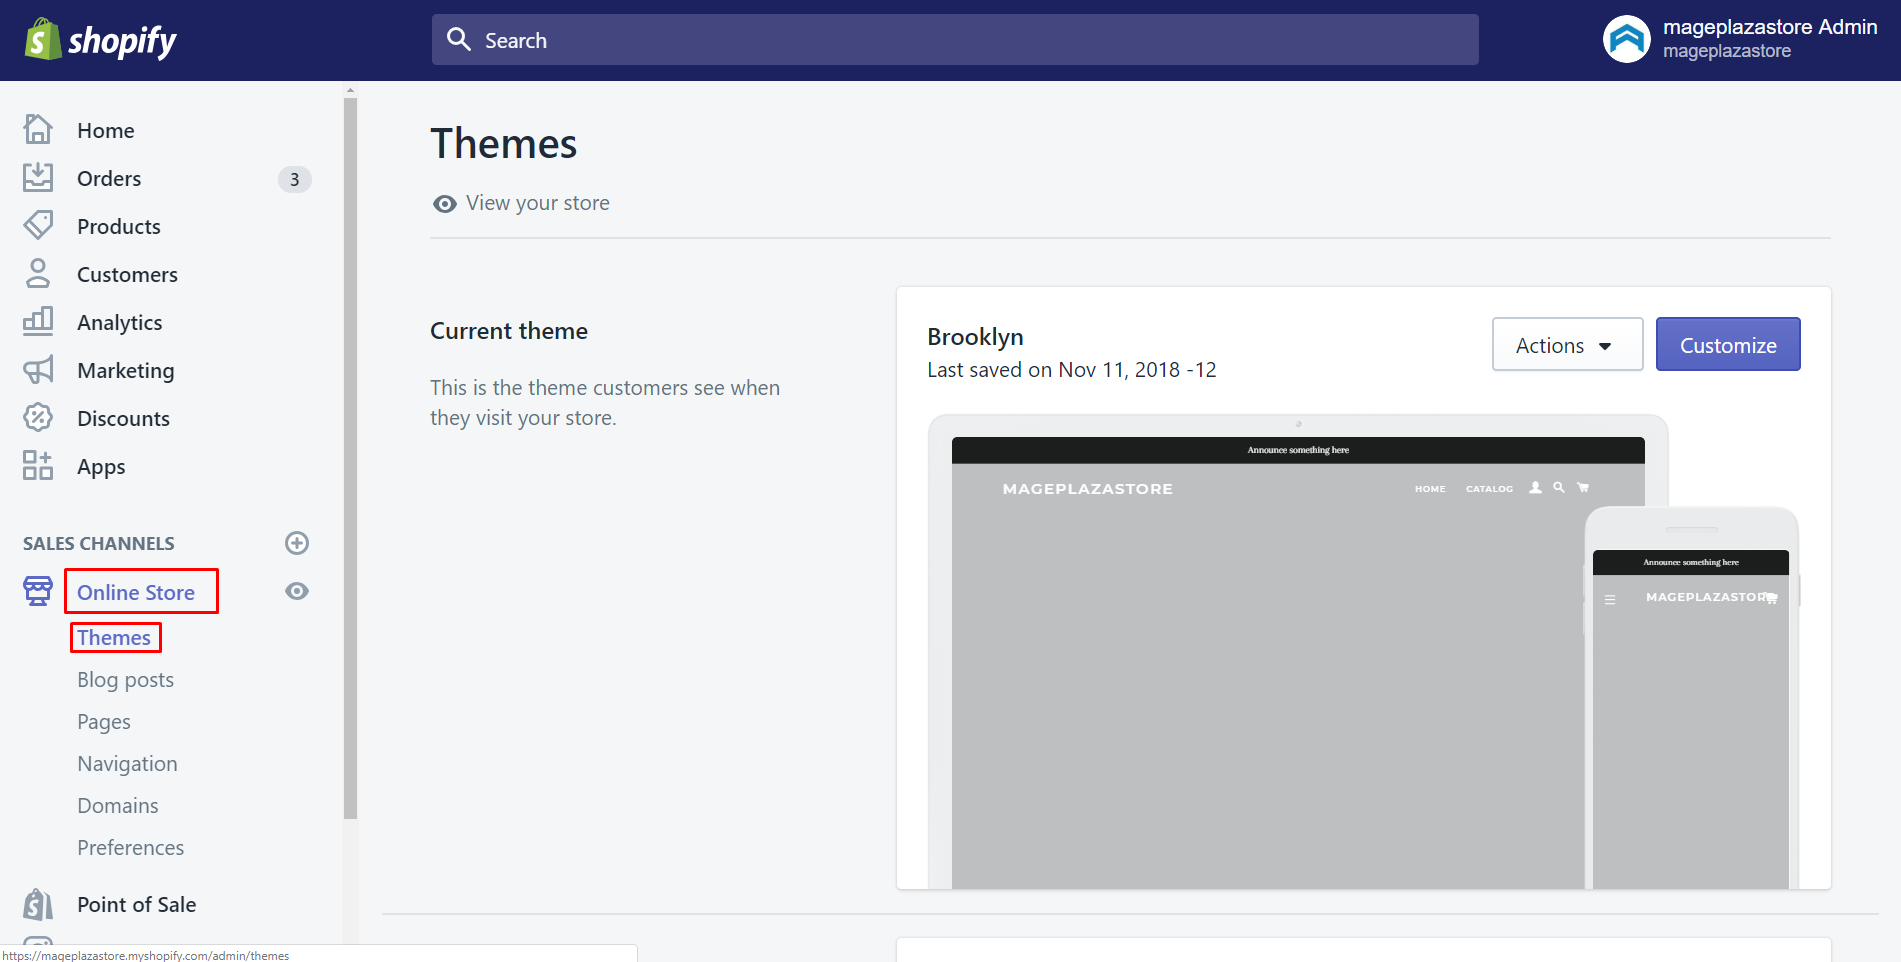 shopify
Search
mageplazastore Admin
mageplazastore
Home
Orders
3
Products
Customers
Analytics
Marketing
Discounts
Apps
SALES CHANNELS
Online Store
Themes
Blog posts
Pages
Navigation
Domains
Preferences
Point of Sale
https://mageplazastore.myshopify.com/admin/themes
Themes
View your store
Current theme
This is the theme customers see when
they visit your store.
Brooklyn
Last saved on Nov 11, 2018 -12
Actions
Customize
Announce something here
MAGEPLAZASTORE
HOME
CATALOG
Announce something here
MAGEPLAZASTORE